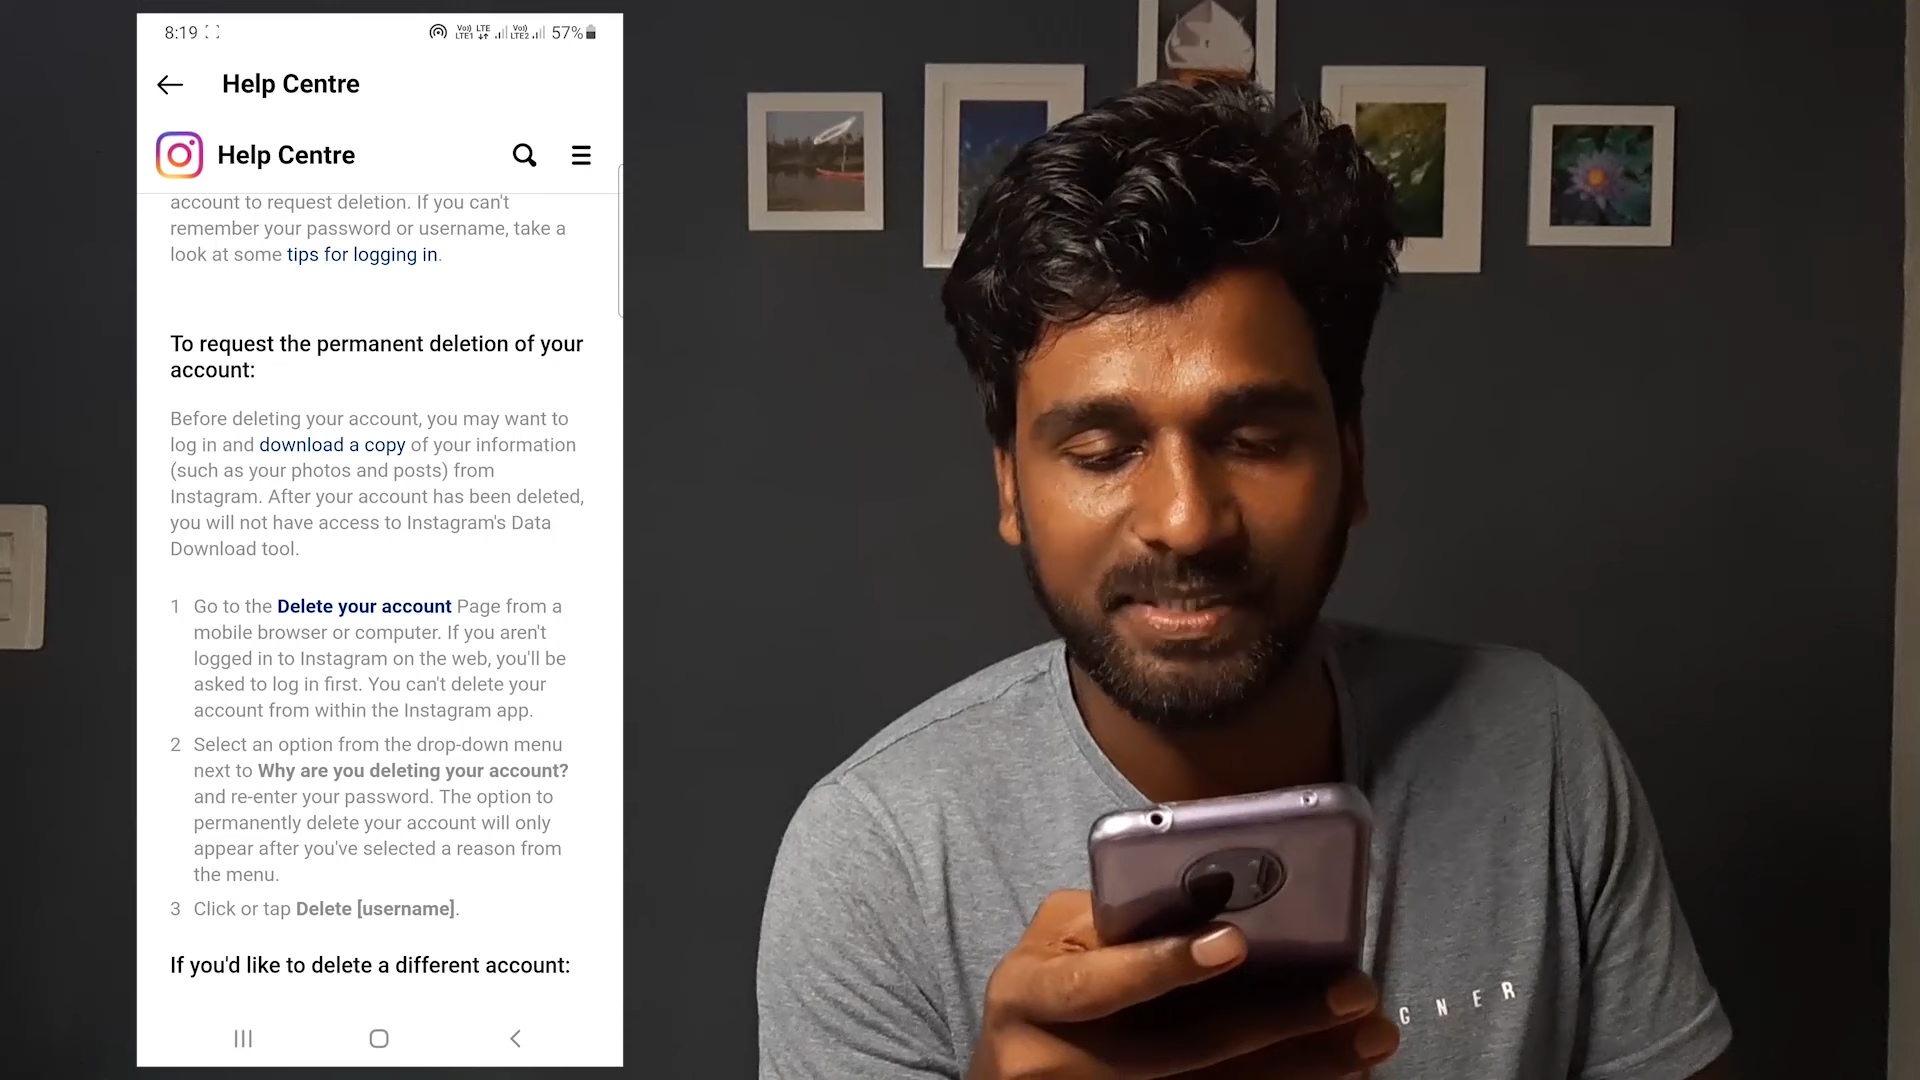 8:19
Vo)) LTE1 LTE Vo)) LTE2 57%
Help Centre
Help Centre
account to request deletion. If you can't
remember your password or username, take a
look at some tips for logging in.
To request the permanent deletion of your
account:
Before deleting your account, you may want to
log in and download a copy of your information
(such as your photos and posts) from
Instagram. After your account has been deleted,
you will not have access to Instagram's Data
Download tool.
1 Go to the Delete your account Page from a
mobile browser or computer. If you aren't
logged in to Instagram on the web, you'll be
asked to log in first. You can't delete your
account from within the Instagram app.
2 Select an option from the drop-down menu
next to Why are you deleting your account?
and re-enter your password. The option to
permanently delete your account will only
appear after you've selected a reason from
the menu.
3 Click or tap Delete [username].
If you'd like to delete a different account:
GNER